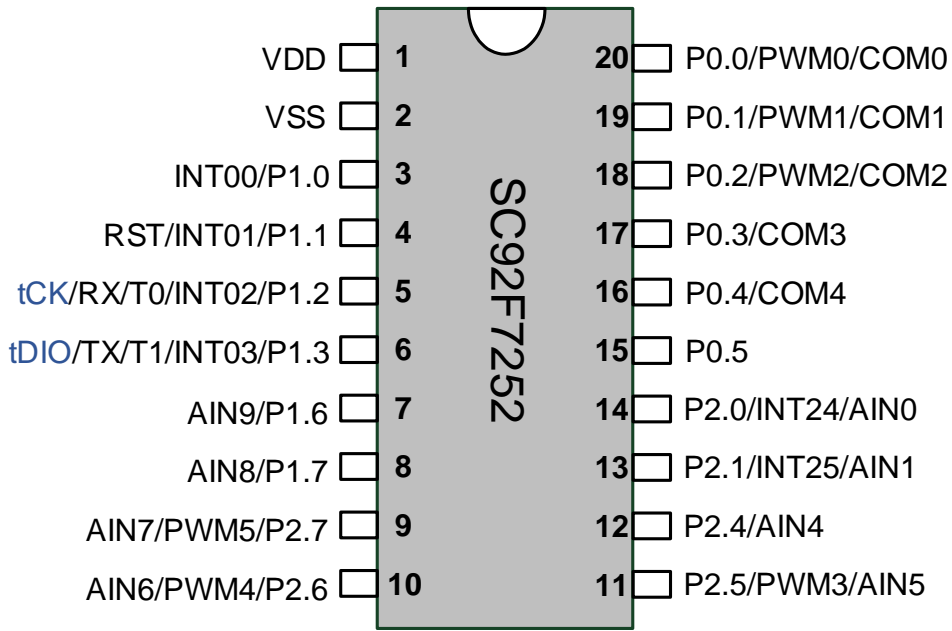 VDD 1 20 P0.0/PWM0/COM0
VSS 2 19 P0.1/PWM1/COM1
INT00/P1.0 3 18 P0.2/PWM2/COM2
RST/INT01/P1.1 4 17 P0.3/COM3
tCK/RX/T0/INT02/P1.2 5 16 P0.4/COM4
tDIO/TX/T1/INT03/P1.3 6 15 P0.5
AIN9/P1.6 7 14 P2.0/INT24/AIN0
AIN8/P1.7 8 13 P2.1/INT25/AIN1
AIN7/PWM5/P2.7 9 12 P2.4/AIN4
AIN6/PWM4/P2.6 10 11 P2.5/PWM3/AIN5
SC92F7252